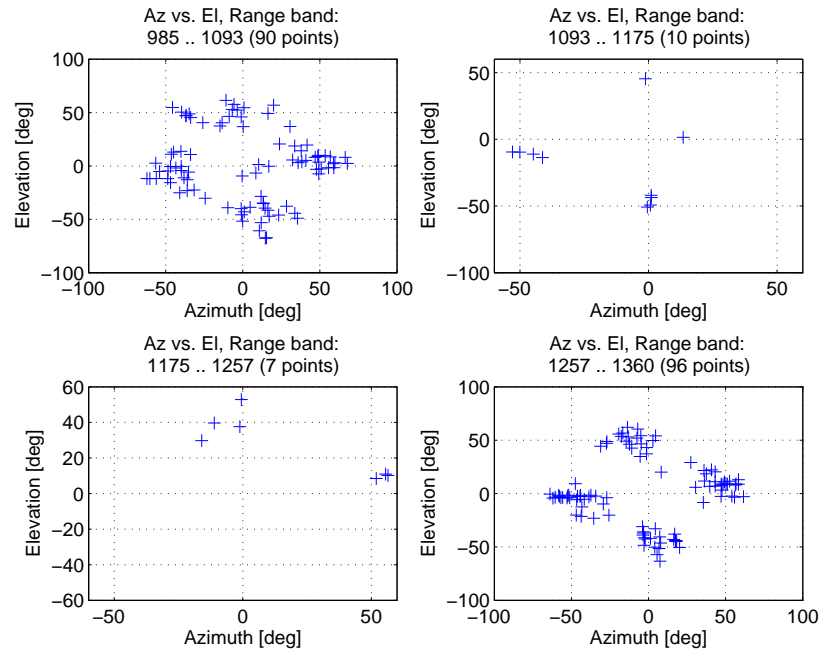 Az vs. El, Range band:
985 .. 1093 (90 points)
100
50
0
−50
−100
−100
−50
0
50
100
Elevation [deg]
Azimuth [deg]
Az vs. El, Range band:
1093 .. 1175 (10 points)
50
0
−50
−100
−50
0
50
Elevation [deg]
Azimuth [deg]
Az vs. El, Range band:
1175 .. 1257 (7 points)
60
40
20
0
−20
−40
−60
−50
0
50
Elevation [deg]
Azimuth [deg]
Az vs. El, Range band:
1257 .. 1360 (96 points)
100
50
0
−50
−100
−100
−50
0
50
100
Elevation [deg]
Azimuth [deg]